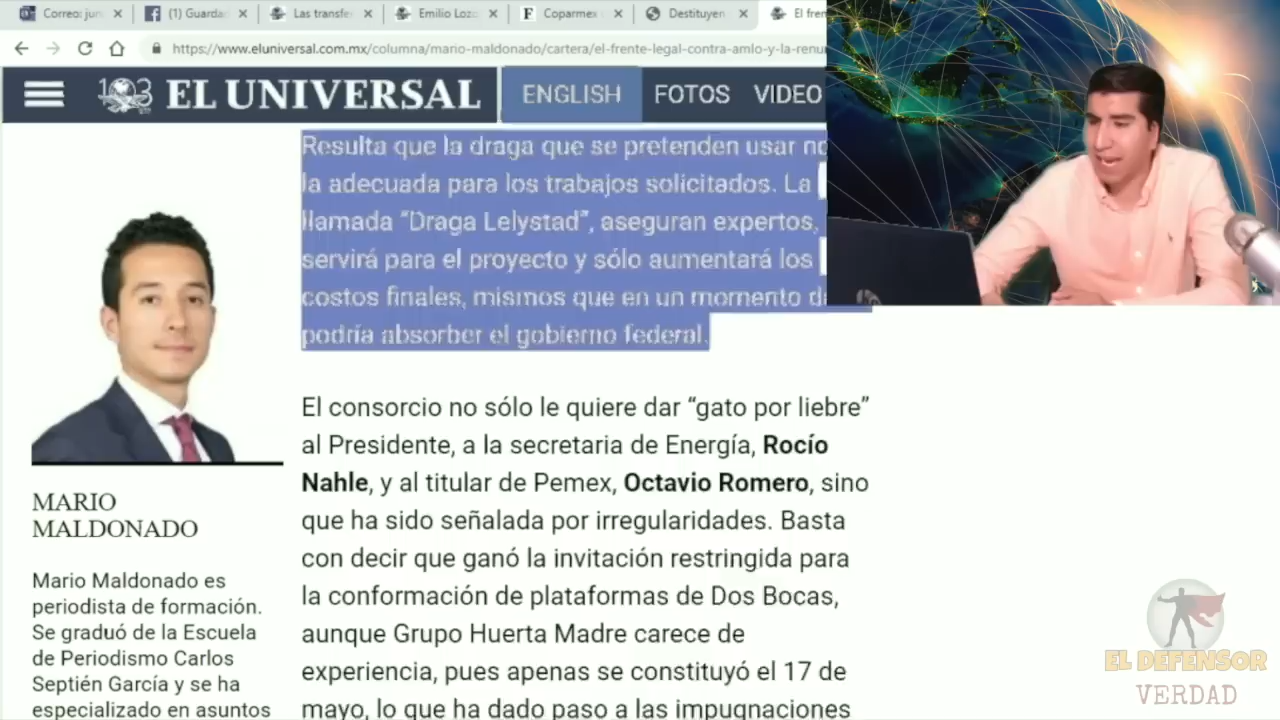 Correo: jun
(1) Guarda
Las transfe
Emilio Loz
Coparmex
Destituyen
El fren
https://www.eluniversal.com.mx/columna/mario-maldonado/cartera/el-frente-legal-contra-amlo-y-la-renu
103 EL UNIVERSAL
ENGLISH FOTOS VIDEO
Resulta que la draga que se pretenden usar no
la adecuada para los trabajos solicitados. La
llamada “Draga Lelystad”, aseguran expertos,
servirá para el proyecto y sólo aumentará los
costos finales, mismos que en un momento d
podría absorber el gobierno federal.
El consorcio no sólo le quiere dar “gato por liebre”
al Presidente, a la secretaria de Energía, Rocío
Nahle, y al titular de Pemex, Octavio Romero, sino
que ha sido señalada por irregularidades. Basta
con decir que ganó la invitación restringida para
la conformación de plataformas de Dos Bocas,
aunque Grupo Huerta Madre carece de
experiencia, pues apenas se constituyó el 17 de
mayo, lo que ha dado paso a las impugnaciones
MARIO
MALDONADO
Mario Maldonado es
periodista de formación.
Se graduó de la Escuela
de Periodismo Carlos
Septién García y se ha
especializado en asuntos
hp
EL DEFENSOR
VERDAD